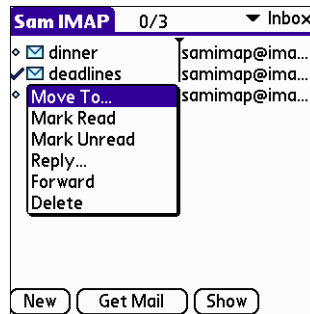 Sam IMAP 0/3 Inbox
dinner samimap@ima...
deadlines samimap@ima...
samimap@ima...
Move To...
Mark Read
Mark Unread
Reply...
Forward
Delete
New Get Mail Show